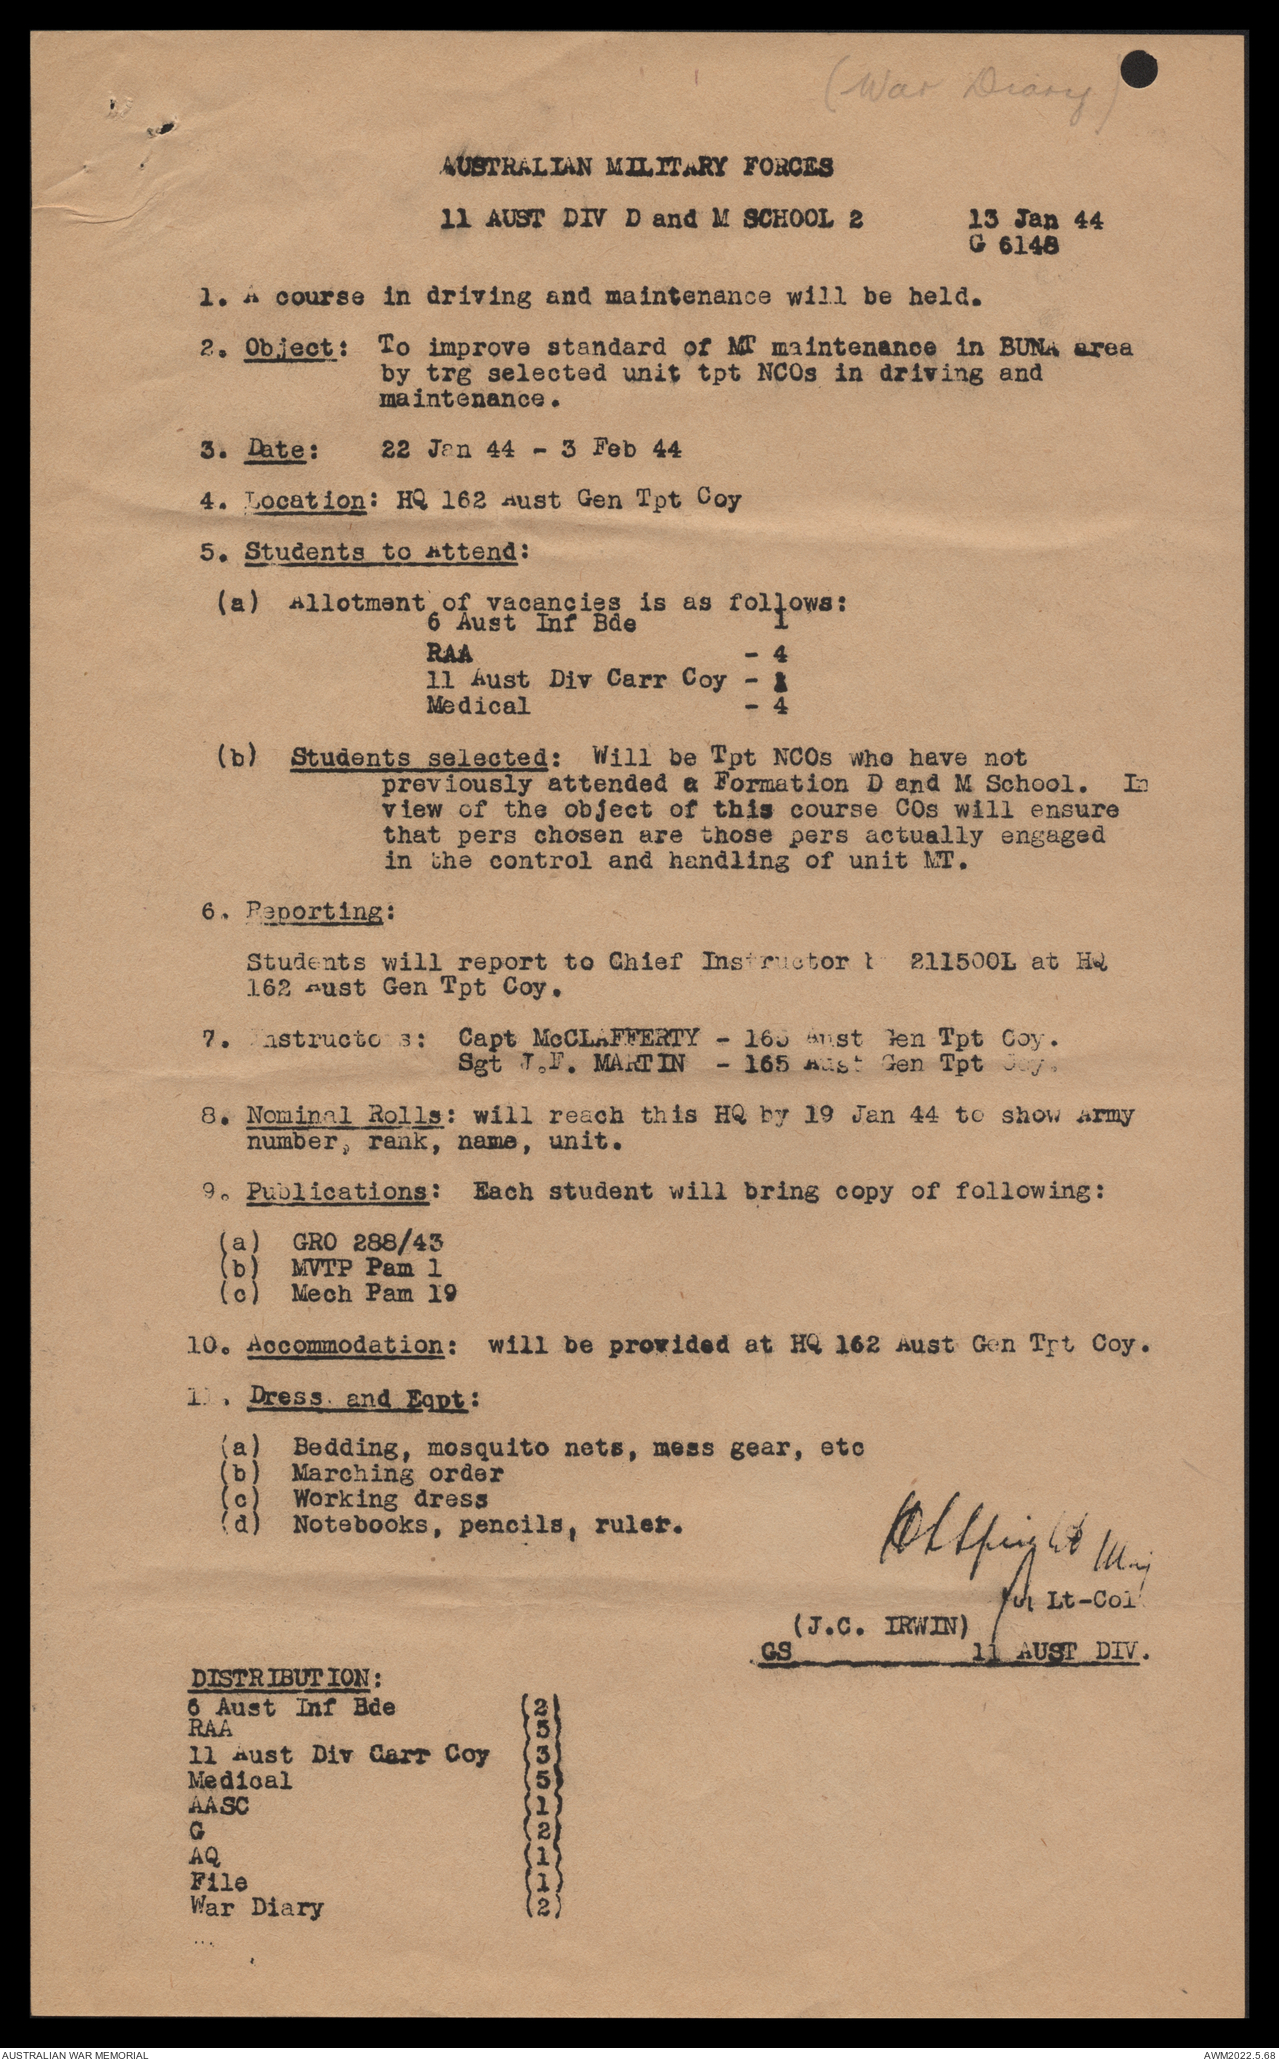 (War Diary)
AUSTRALIAN MILITARY FORCES
11 AUST DIV D and M SCHOOL 2 13 Jan 44
G 6148
1. A course in driving and maintenance will be held.
2. Object: To improve standard of MT maintenance in BUNA area
by trg selected unit tpt NCOs in driving and
maintenance.
3. Date: 22 Jan 44 - 3 Feb 44
4. Location: HQ 162 Aust Gen Tpt Coy
5. Students to Attend:
(a) Allotment of vacancies is as follows:
6 Aust Inf Bde 1
RAA - 4
11 Aust Div Carr Coy -
Medical - 4
(b) Students selected: Will be Tpt NCOs who have not
previously attended a Formation D and M School. In
view of the object of this course COs will ensure
that pers chosen are those pers actually engaged
in the control and handling of unit MT.
6. Reporting:
Students will report to Chief Instructor 211500L at HQ
162 Aust Gen Tpt Coy.
7. Instructors: Capt McCLAFFERTY - 165 Aust Gen Tpt Coy.
Sgt J.F. MARTIN - 165 Aust Gen Tpt Coy.
8. Nominal Rolls: will reach this HQ by 19 Jan 44 to show Army
number, rank, name, unit.
9. Publications: Each student will bring copy of following:
(a) GRO 288/43
(b) MVTP Pam 1
(c) Mech Pam 19
10. Accommodation: will be provided at HQ 162 Aust Gen Tpt Coy.
11. Dress and Eqpt:
(a) Bedding, mosquito nets, mess gear, etc
(b) Marching order
(c) Working dress
(d) Notebooks, pencils, ruler.
Maj
for Lt-Col
(J.C. IRWIN)
GS 11 AUST DIV.
DISTRIBUTION:
6 Aust Inf Bde (2)
RAA (5)
11 Aust Div Carr Coy (3)
Medical (5)
AASC (1)
G (2)
AQ (1)
File (1)
War Diary (2)
...
AUSTRALIAN WAR MEMORIAL AWM2022.5.68